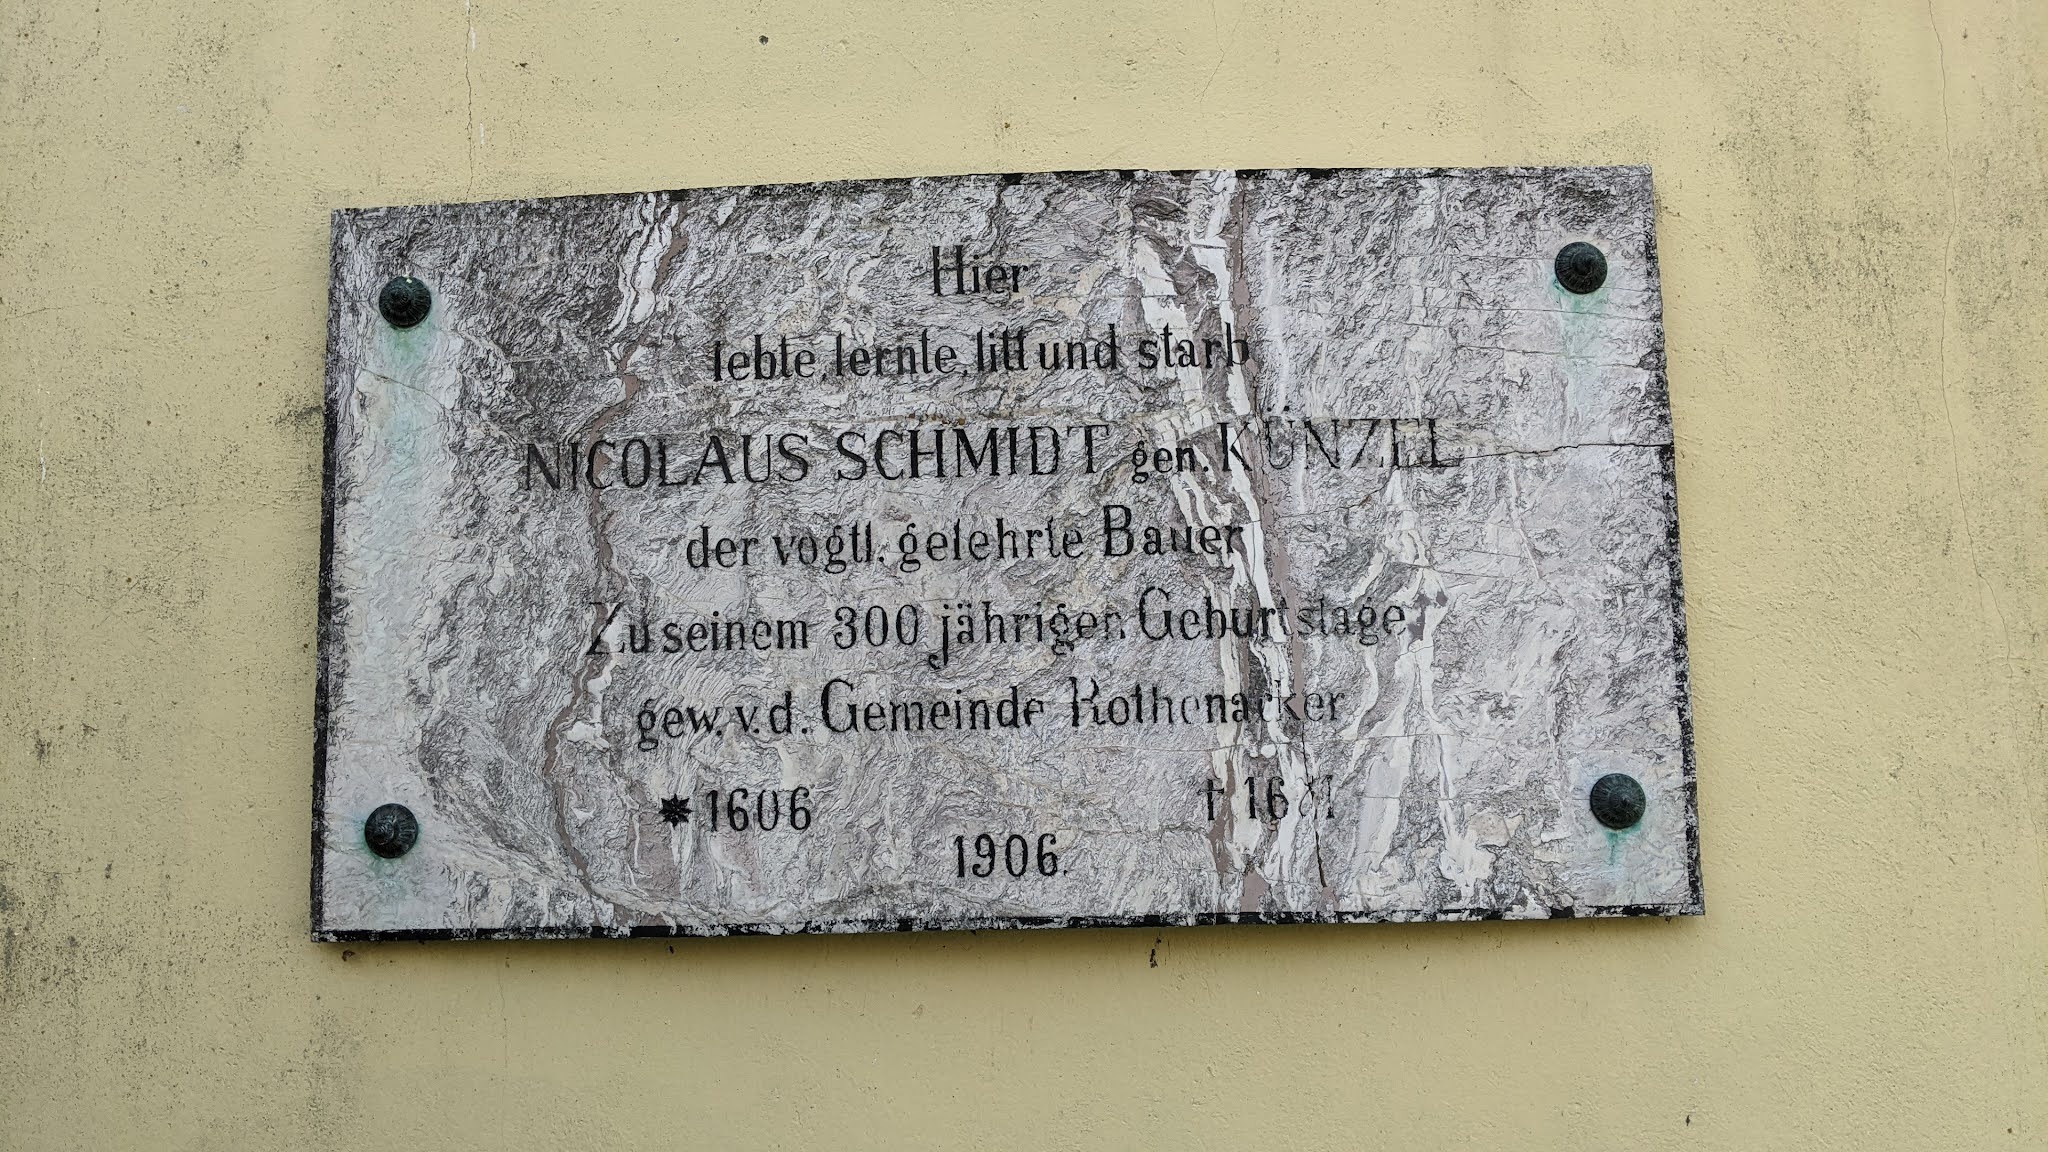 Hier
lebte, lernte, litt und starb
NICOLAUS SCHMIDT gen. KÜNZEL
der vogtl. gelehrte Bauer
Zu seinem 300 jährigen Geburtstage
gew. v. d. Gemeinde Rothenacker
* 1606 † 1671
1906.